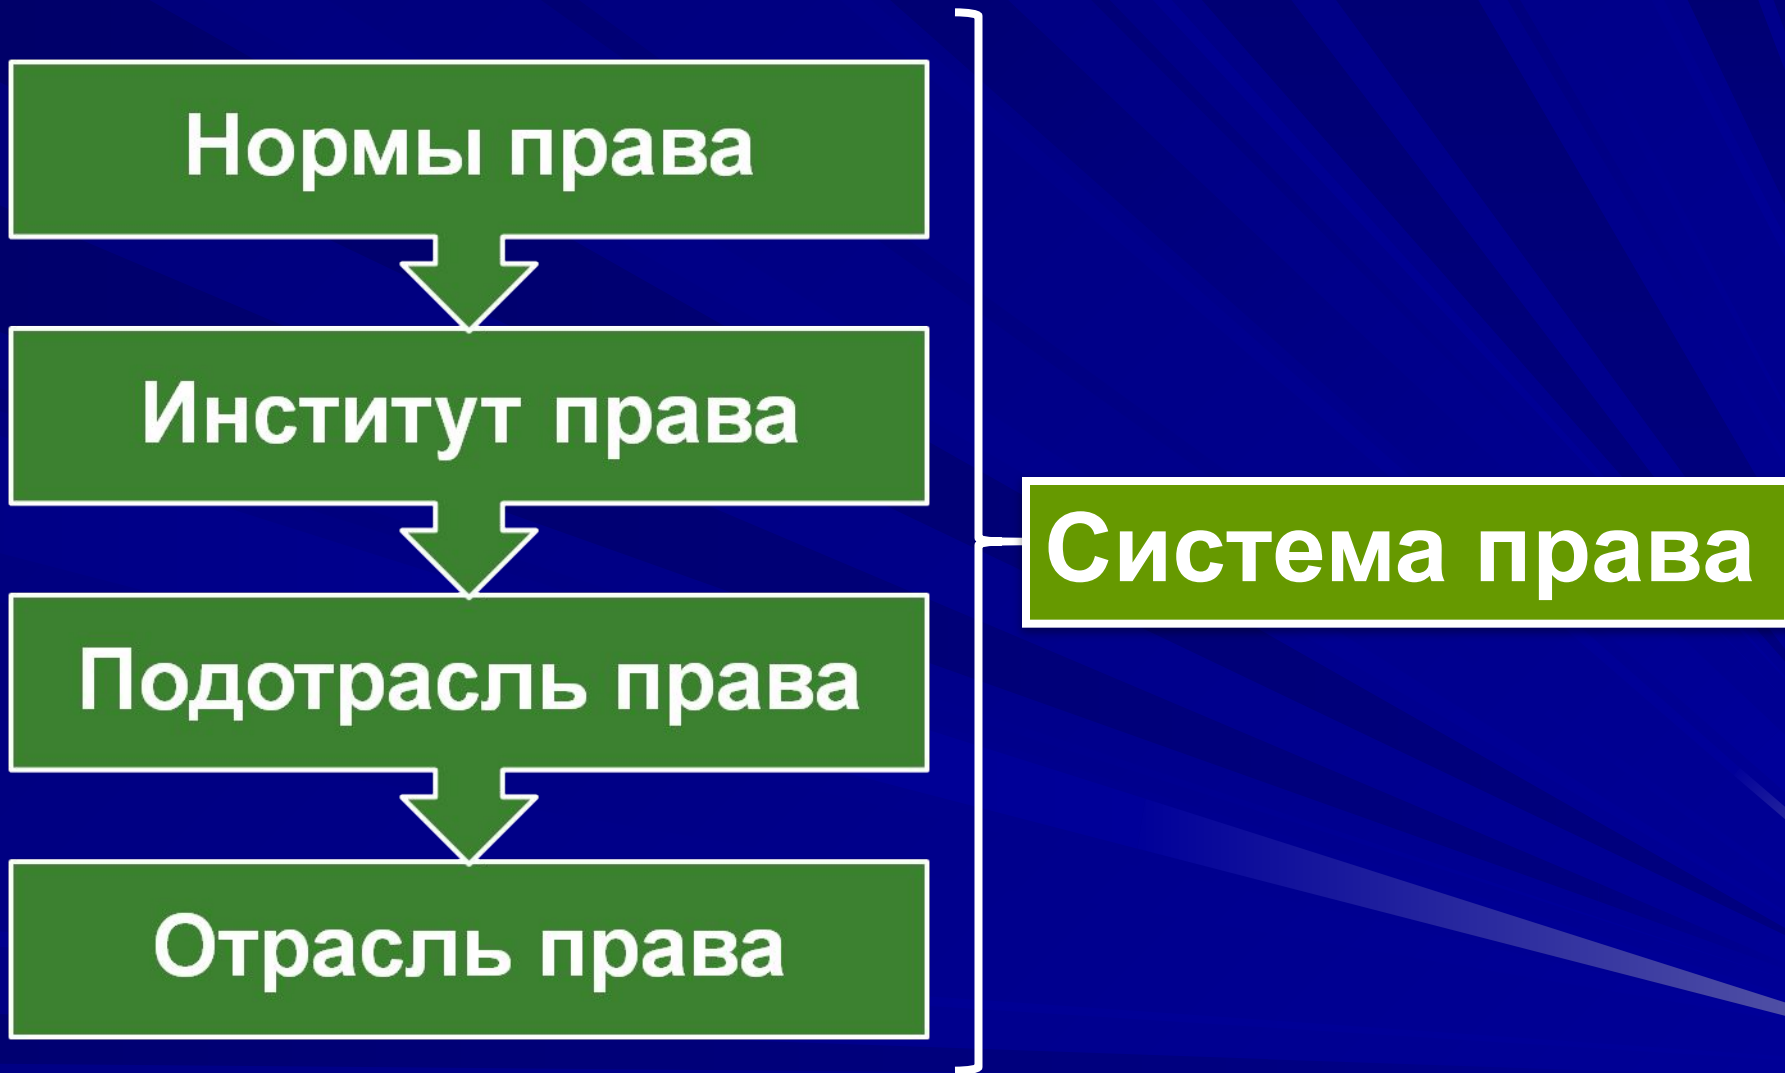 Нормы права
Институт права
Подотрасль права
Отрасль права
Система права